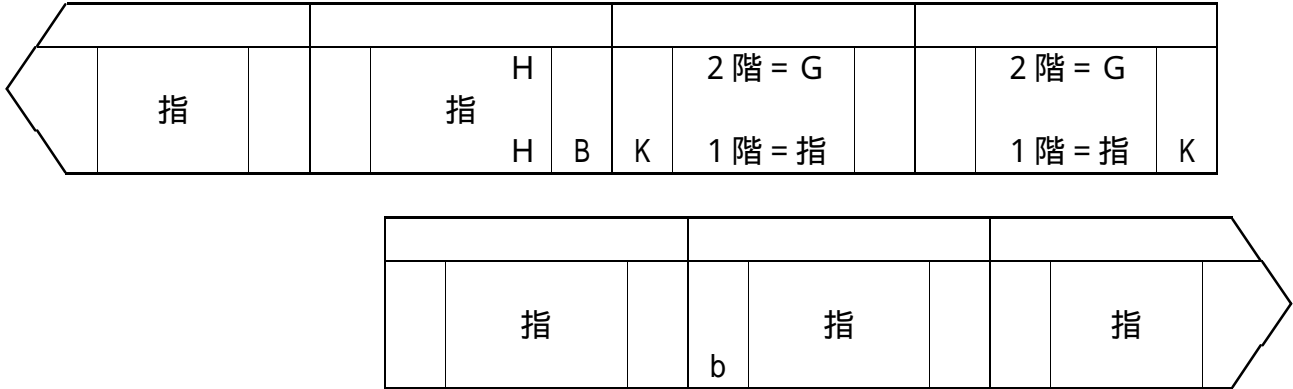 H 2階=G 2階=G
指 指
H B K 1階=指 1階=指 K
指 指 指
b